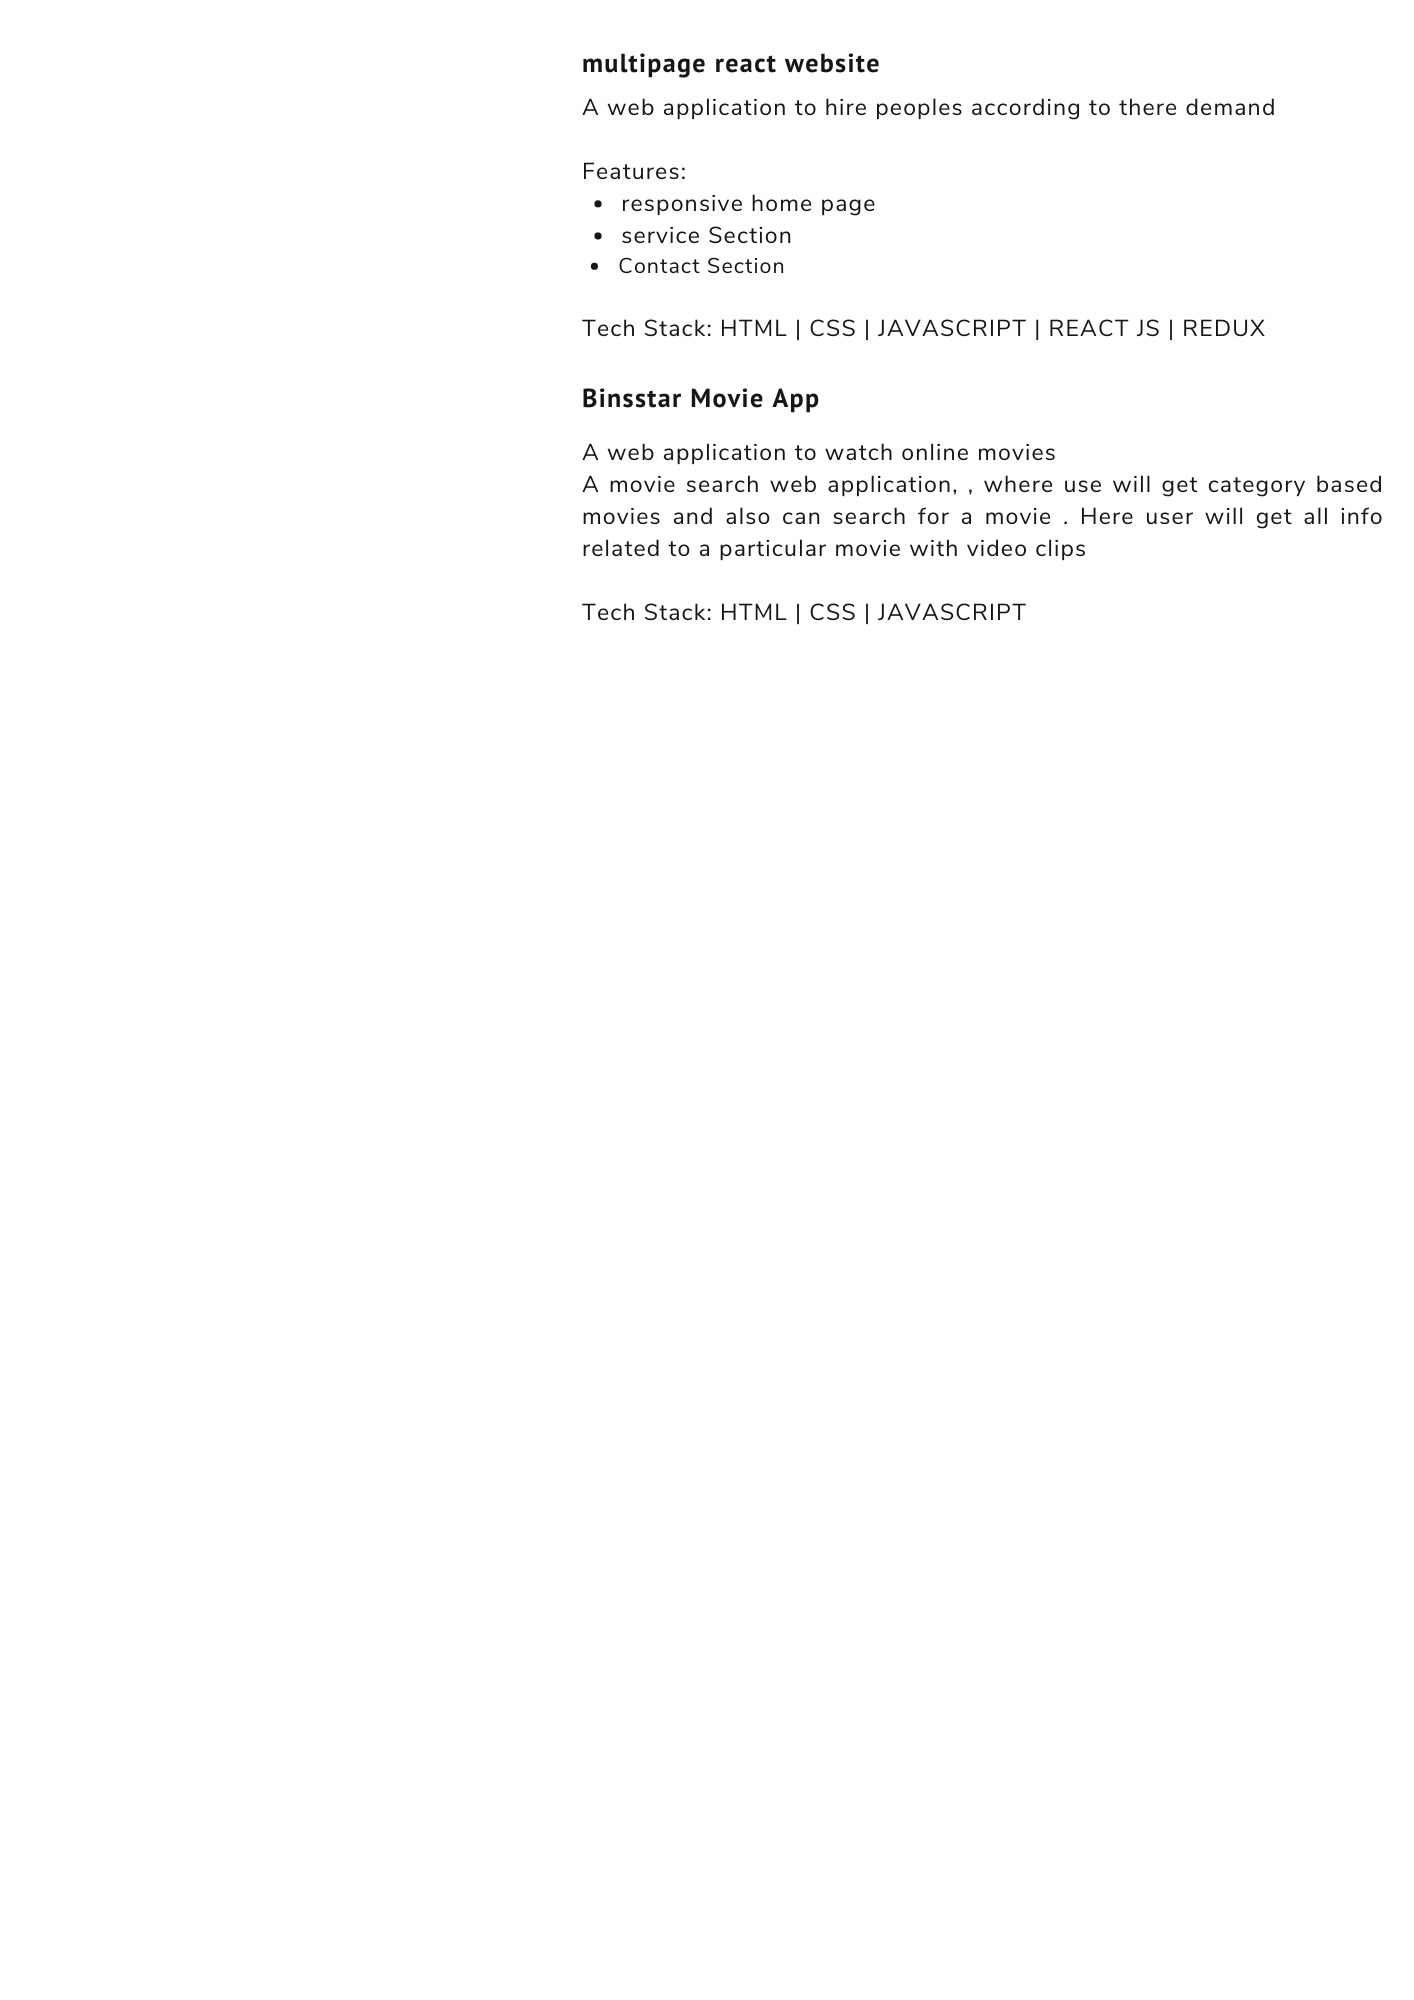 multipage react website
A web application to hire peoples according to there demand
Features:
• responsive home page
• service Section
• Contact Section
Tech Stack: HTML | CSS | JAVASCRIPT | REACT JS | REDUX
Binsstar Movie App
A web application to watch online movies
A movie search web application, , where use will get category based
movies and also can search for a movie . Here user will get all info
related to a particular movie with video clips
Tech Stack: HTML | CSS | JAVASCRIPT